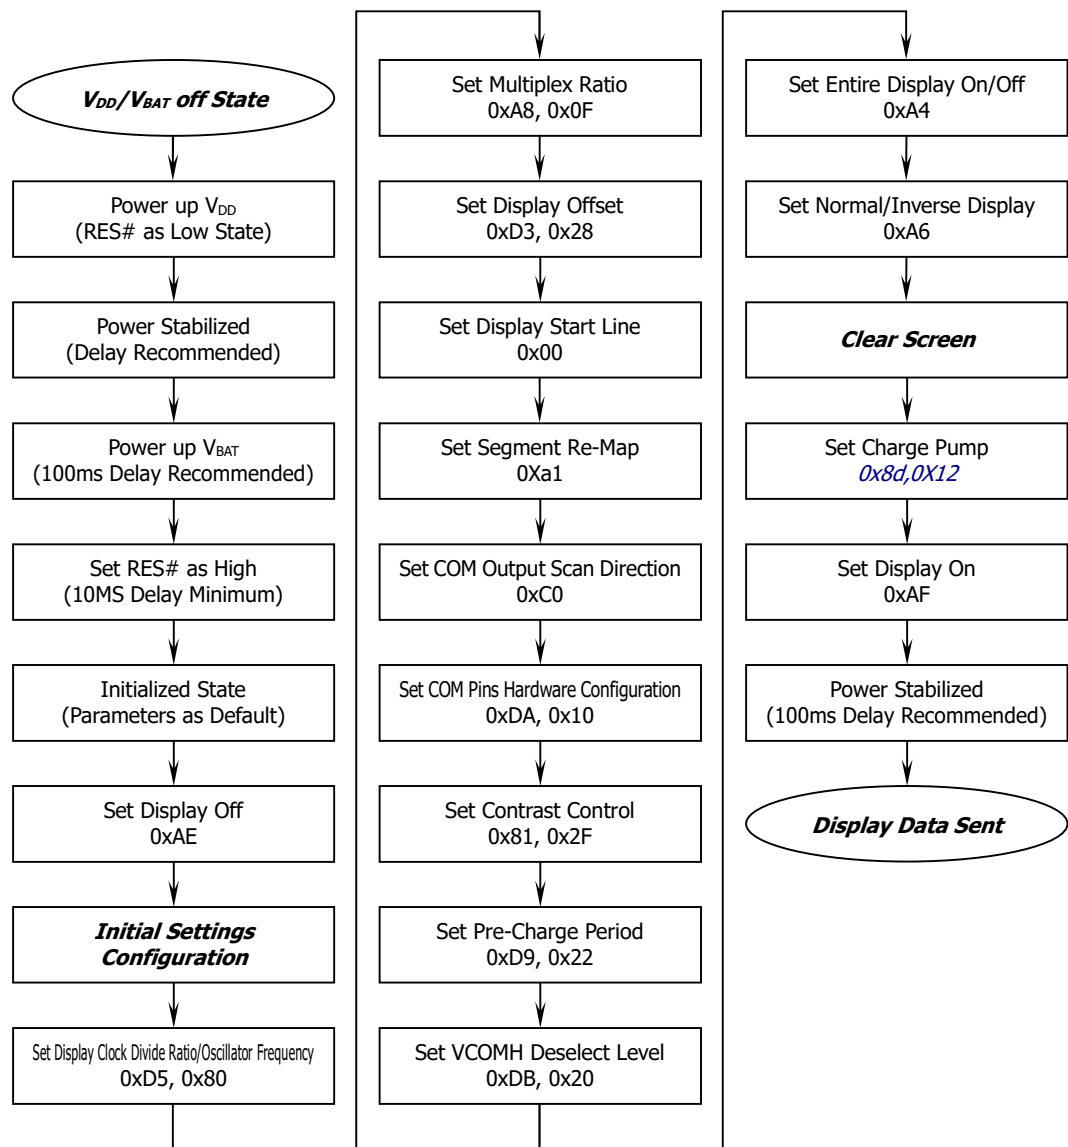 VDD/VBAT off State
Power up VDD
(RES# as Low State)
Power Stabilized
(Delay Recommended)
Power up VBAT
(100ms Delay Recommended)
Set RES# as High
(10MS Delay Minimum)
Initialized State
(Parameters as Default)
Set Display Off
0xAE
Initial Settings
Configuration
Set Display Clock Divide Ratio/Oscillator Frequency
0xD5, 0x80
Set Multiplex Ratio
0xA8, 0x0F
Set Display Offset
0xD3, 0x28
Set Display Start Line
0x00
Set Segment Re-Map
0Xa1
Set COM Output Scan Direction
0xC0
Set COM Pins Hardware Configuration
0xDA, 0x10
Set Contrast Control
0x81, 0x2F
Set Pre-Charge Period
0xD9, 0x22
Set VCOMH Deselect Level
0xDB, 0x20
Set Entire Display On/Off
0xA4
Set Normal/Inverse Display
0xA6
Clear Screen
Set Charge Pump
0x8d,0X12
Set Display On
0xAF
Power Stabilized
(100ms Delay Recommended)
Display Data Sent